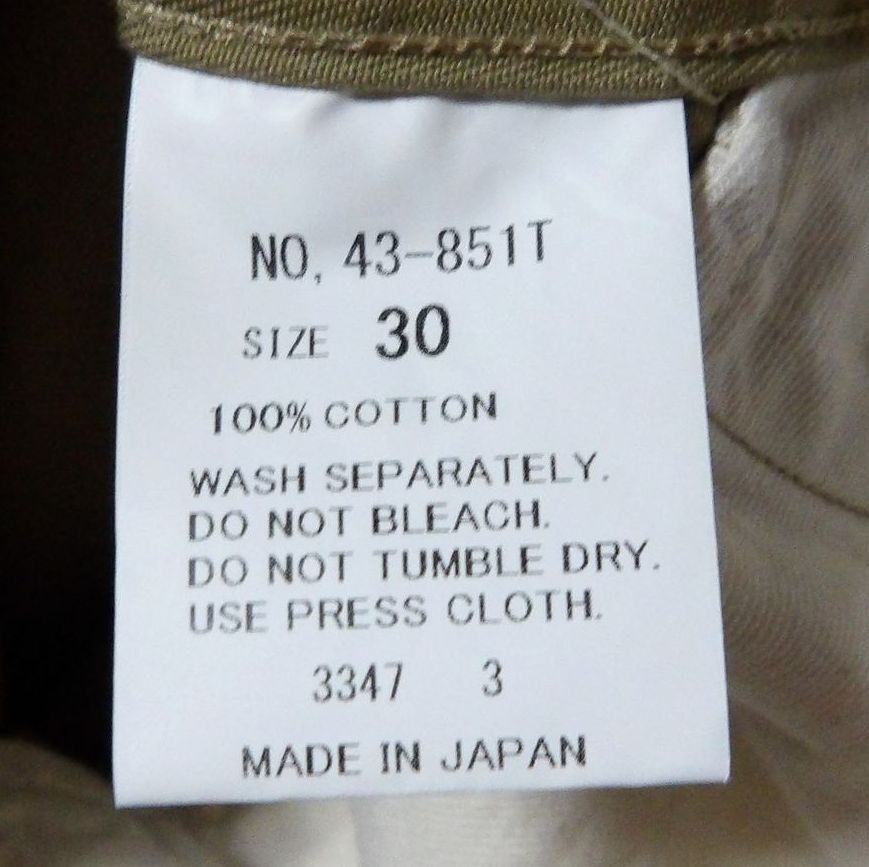 NO. 43-851T
SIZE 30
100% COTTON
WASH SEPARATELY.
DO NOT BLEACH.
DO NOT TUMBLE DRY.
USE PRESS CLOTH.
3347 3
MADE IN JAPAN